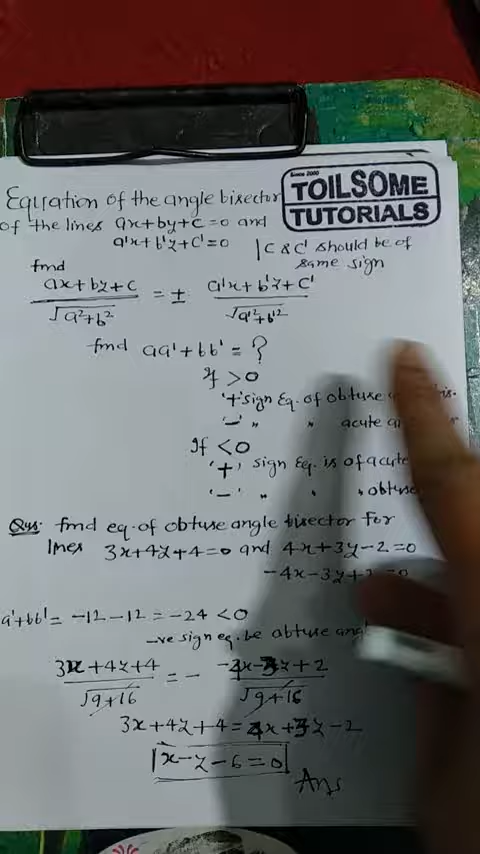 Since 2000
TOILSOME
TUTORIALS
Equation of the angle bisector
of the lines ax+by+c=0 and
a'x+b'y+c'=0 | c & c' should be of
same sign
find
ax+by+c / √a²+b² = ± a'x+b'y+c' / √a'²+b'²
find aa'+bb' = ?
If >0
'+' sign Eq. of obtuse
'-' " " acute
If <0
'+' sign Eq. is of acute
'-' " " " obtuse
Qus: find eq. of obtuse angle bisector for
lines 3x+4y+4=0 and 4x+3y-2=0
-4x-3y+2=0
a'+bb' = -12-12 = -24 <0
-ve sign eq. be obtuse
3x+4y+4 / √9+16 = - -4x-3y+2 / √9+16
3x+4y+4 = 4x+3y-2
x-y-6=0
Ans